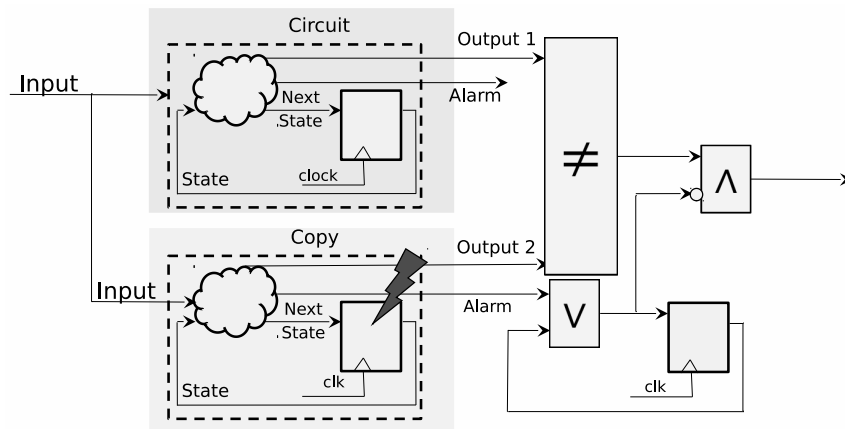 Circuit
Output 1
Input
Alarm
Next
State
State
clock
≠
∧
Copy
Output 2
Input
Alarm
Next
State
State
clk
∨
clk